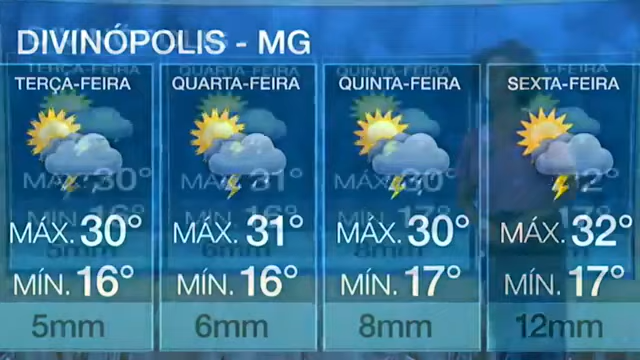 DIVINÓPOLIS - MG
TERÇA-FEIRA
MÁX. 30°
MÍN. 16°
5mm
QUARTA-FEIRA
MÁX. 31°
MÍN. 16°
6mm
QUINTA-FEIRA
MÁX. 30°
MÍN. 17°
8mm
SEXTA-FEIRA
MÁX. 32°
MÍN. 17°
12mm